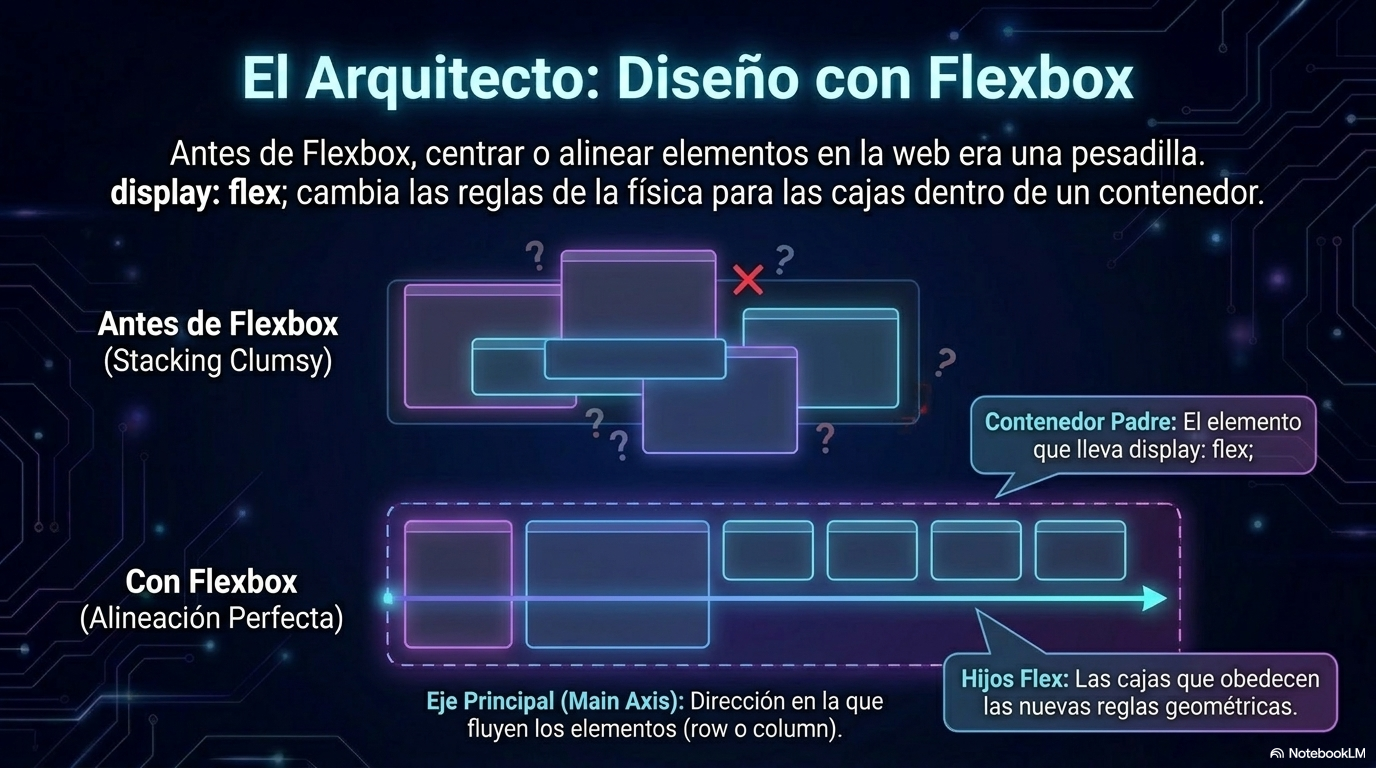 El Arquitecto: Diseño con Flexbox
Antes de Flexbox, centrar o alinear elementos en la web era una pesadilla.
display: flex; cambia las reglas de la física para las cajas dentro de un contenedor.
? ?
Antes de Flexbox
(Stacking Clumsy)
?
? ? ?
Contenedor Padre: El elemento
que lleva display: flex;
Con Flexbox
(Alineación Perfecta)
Eje Principal (Main Axis): Dirección en la que
fluyen los elementos (row o column).
Hijos Flex: Las cajas que obedecen
las nuevas reglas geométricas.
NotebookLM